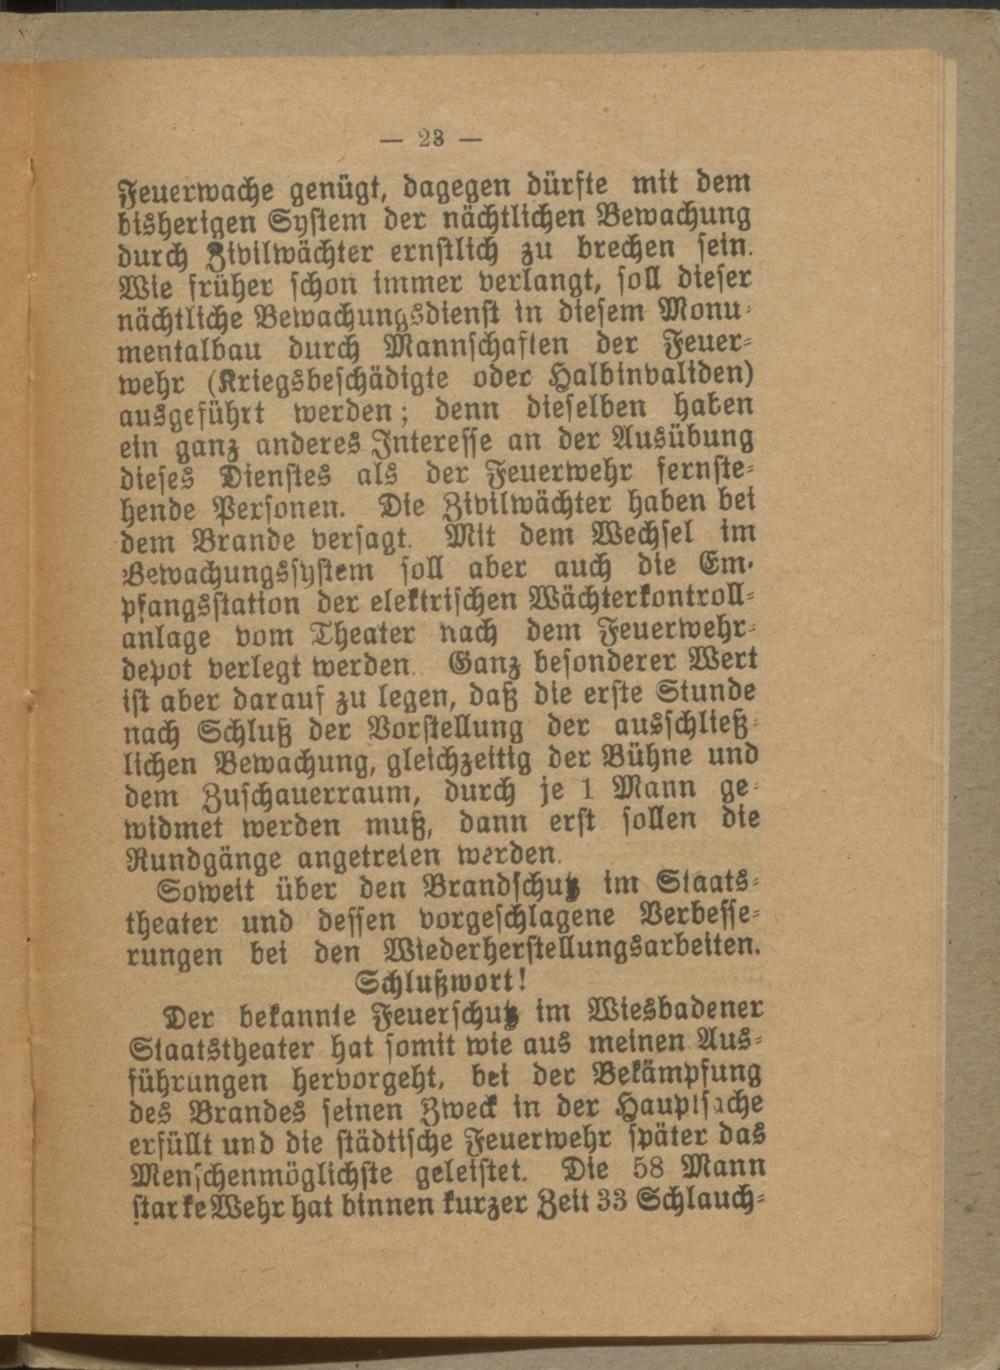 — 23 —
Feuerwache genügt, dagegen dürfte mit dem
bisherigen System der nächtlichen Bewachung
durch Zivilwächter ernstlich zu brechen sein.
Wie früher schon immer verlangt, soll dieser
nächtliche Bewachungsdienst in diesem Monu-
mentalbau durch Mannschaften der Feuer-
wehr (Kriegsbeschädigte oder Halbinvaliden)
ausgeführt werden; denn dieselben haben
ein ganz anderes Interesse an der Ausübung
dieses Dienstes als der Feuerwehr fernste-
hende Personen. Die Zivilwächter haben bei
dem Brande versagt. Mit dem Wechsel im
Bewachungssystem soll aber auch die Em-
pfangsstation der elektrischen Wächterkontroll-
anlage vom Theater nach dem Feuerwehr-
depot verlegt werden. Ganz besonderer Wert
ist aber darauf zu legen, daß die erste Stunde
nach Schluß der Vorstellung der ausschließ-
lichen Bewachung, gleichzeitig der Bühne und
dem Zuschauerraum, durch je 1 Mann ge-
widmet werden muß, dann erst sollen die
Rundgänge angetreten werden.
Soweit über den Brandschutz im Staats-
theater und dessen vorgeschlagene Verbesse-
rungen bei den Wiederherstellungsarbeiten.
Schlußwort!
Der bekannte Feuerschutz im Wiesbadener
Staatstheater hat somit wie aus meinen Aus-
führungen hervorgeht, bei der Bekämpfung
des Brandes seinen Zweck in der Hauptsache
erfüllt und die städtische Feuerwehr später das
Menschenmöglichste geleistet. Die 58 Mann
starke Wehr hat binnen kurzer Zeit 33 Schlauch-